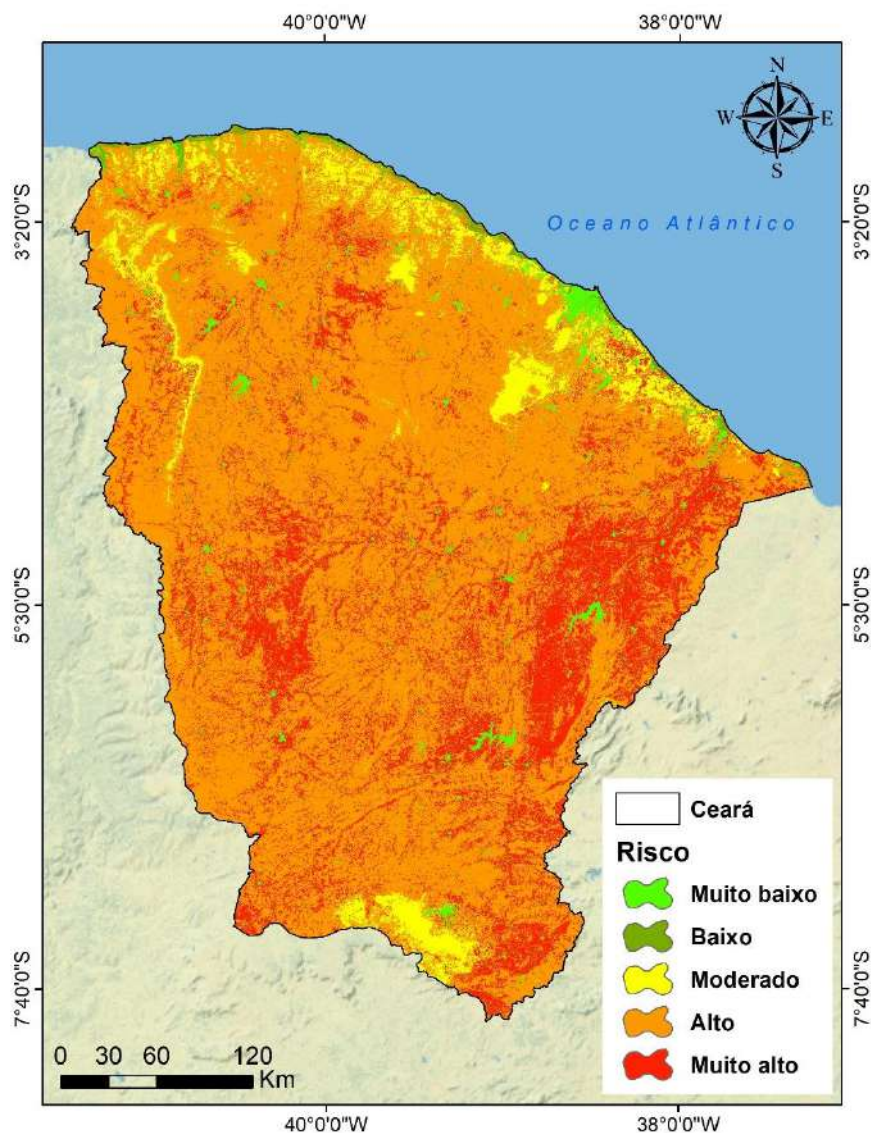 40°0'0"W
38°0'0"W
N
W
E
S
3°20'0"S
3°20'0"S
Oceano Atlântico
5°30'0"S
5°30'0"S
Ceará
Risco
Muito baixo
Baixo
Moderado
Alto
Muito alto
7°40'0"S
7°40'0"S
0 30 60 120
Km
40°0'0"W
38°0'0"W